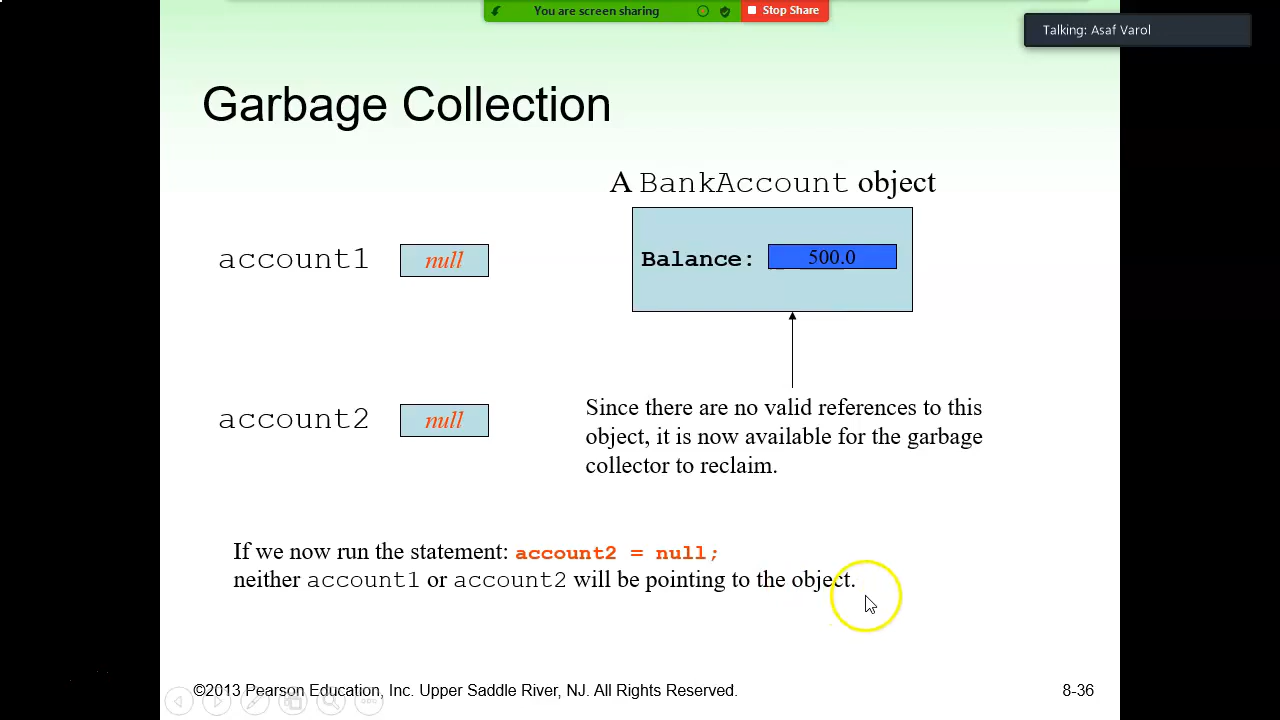 You are screen sharing
Stop Share
Talking: Asaf Varol
Garbage Collection
A BankAccount object
account1
null
Balance:
500.0
account2
null
Since there are no valid references to this
object, it is now available for the garbage
collector to reclaim.
If we now run the statement: account2 = null;
neither account1 or account2 will be pointing to the object.
©2013 Pearson Education, Inc. Upper Saddle River, NJ. All Rights Reserved.
8-36